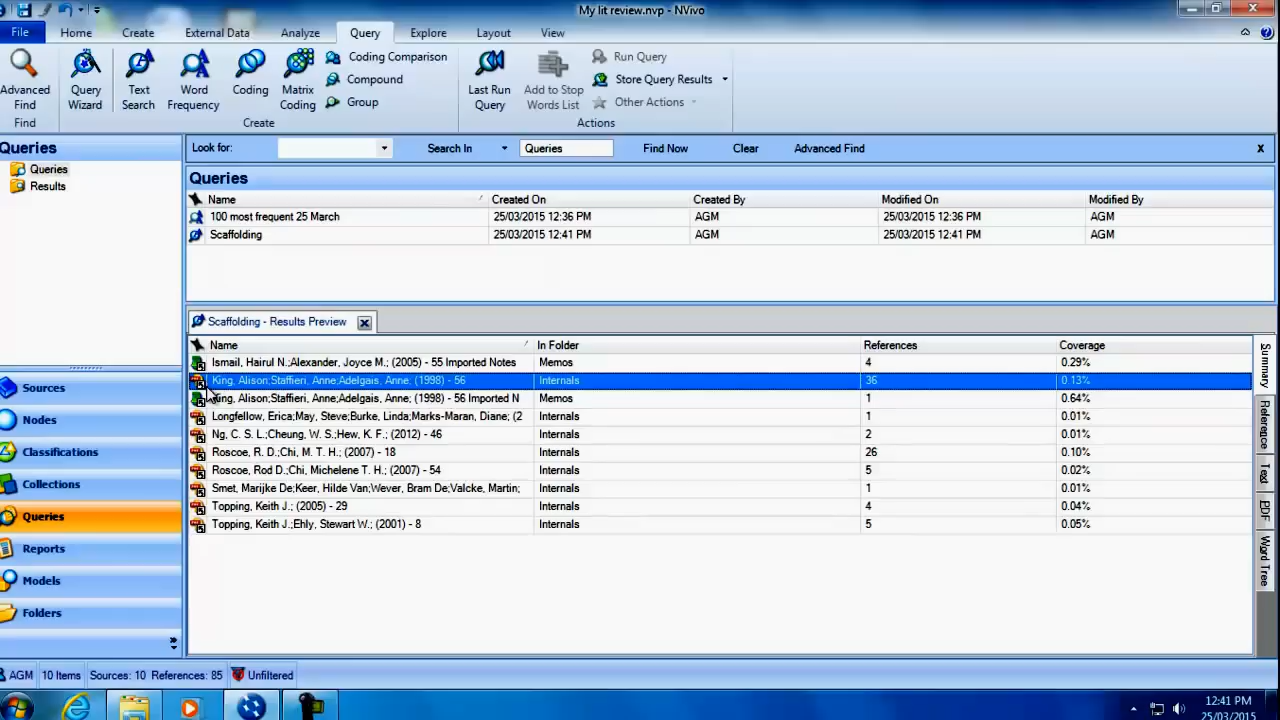 My lit review.nvp - NVivo
File Home Create External Data Analyze Query Explore Layout View
Advanced Find
Query Wizard
Text Search
Word Frequency
Coding
Matrix Coding
Coding Comparison
Compound
Group
Last Run Query
Add to Stop Words List
Run Query
Store Query Results
Other Actions
Find Create Actions
Queries
Queries
Results
Look for: Search In Queries Find Now Clear Advanced Find x
Queries
Name Created On Created By Modified On Modified By
100 most frequent 25 March 25/03/2015 12:36 PM AGM 25/03/2015 12:36 PM AGM
Scaffolding 25/03/2015 12:41 PM AGM 25/03/2015 12:41 PM AGM
Scaffolding - Results Preview
Name In Folder References Coverage
Ismail, Hairul N.;Alexander, Joyce M.; (2005) - 55 Imported Notes Memos 4 0.29%
King, Alison;Staffieri, Anne;Adelgais, Anne; (1998) - 56 Internals 36 0.13%
King, Alison;Staffieri, Anne;Adelgais, Anne; (1998) - 56 Imported N Memos 1 0.64%
Longfellow, Erica;May, Steve;Burke, Linda;Marks-Maran, Diane; (2 Internals 1 0.01%
Ng, C. S. L.;Cheung, W. S.;Hew, K. F.; (2012) - 46 Internals 2 0.01%
Roscoe, R. D.;Chi, M. T. H.; (2007) - 18 Internals 26 0.10%
Roscoe, Rod D.;Chi, Michelene T. H.; (2007) - 54 Internals 5 0.02%
Smet, Marijke De;Keer, Hilde Van;Wever, Bram De;Valcke, Martin; Internals 1 0.01%
Topping, Keith J.; (2005) - 29 Internals 4 0.04%
Topping, Keith J.;Ehly, Stewart W.; (2001) - 8 Internals 5 0.05%
Summary
Reference
Text
PDF
Word Tree
Sources
Nodes
Classifications
Collections
Queries
Reports
Models
Folders
AGM 10 Items Sources: 10 References: 85 Unfiltered
12:41 PM
25/03/2015